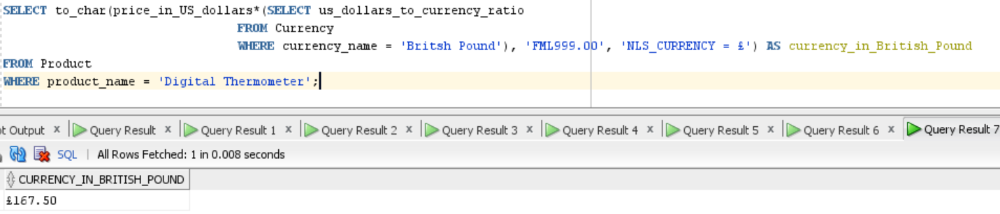 SELECT to_char(price_in_US_dollars*(SELECT us_dollars_to_currency_ratio
FROM Currency
WHERE currency_name = 'Britsh Pound'), 'FML999.00', 'NLS_CURRENCY = £') AS currency_in_British_Pound
FROM Product
WHERE product_name = 'Digital Thermometer';
t Output x Query Result x Query Result 1 x Query Result 2 x Query Result 3 x Query Result 4 x Query Result 5 x Query Result 6 x Query Result 7
SQL | All Rows Fetched: 1 in 0.008 seconds
CURRENCY_IN_BRITISH_POUND
£167.50